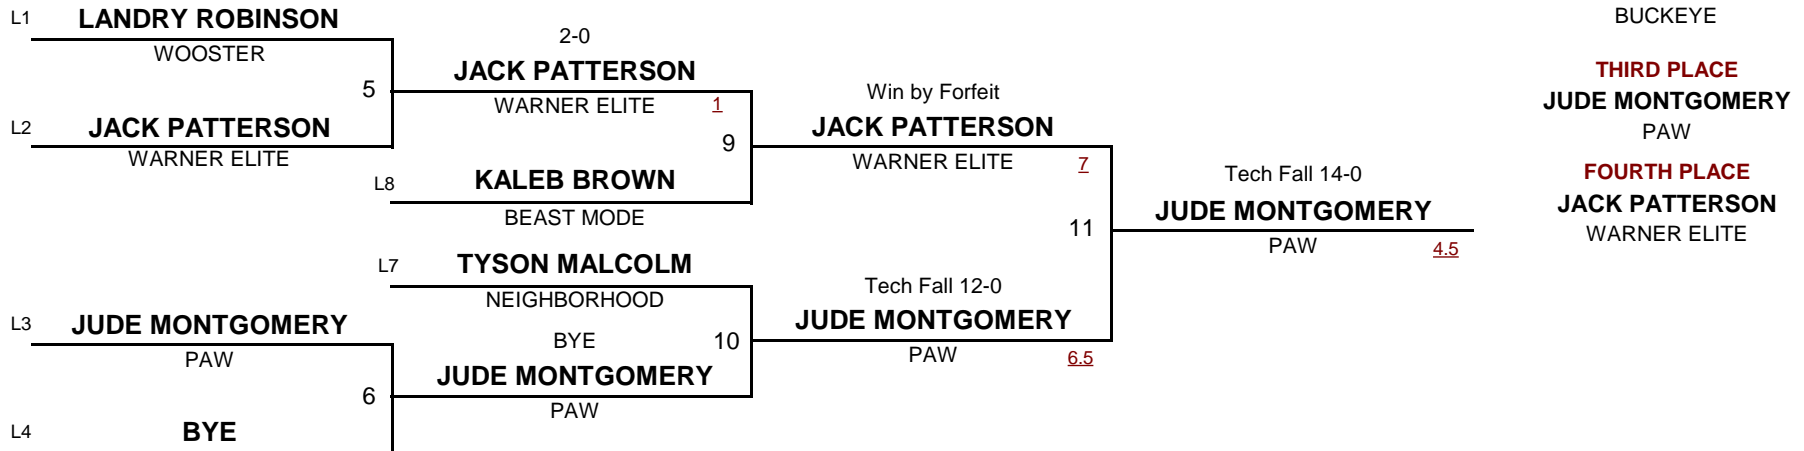 L1 LANDRY ROBINSON
WOOSTER
5
L2 JACK PATTERSON
WARNER ELITE
2-0
JACK PATTERSON
WARNER ELITE 1
9
L8 KALEB BROWN
BEAST MODE
L7 TYSON MALCOLM
NEIGHBORHOOD
L3 JUDE MONTGOMERY
PAW
6
L4 BYE
BYE
10
JUDE MONTGOMERY
PAW
Win by Forfeit
JACK PATTERSON
WARNER ELITE 7
11
Tech Fall 12-0
JUDE MONTGOMERY
PAW 6.5
Tech Fall 14-0
JUDE MONTGOMERY
PAW 4.5
BUCKEYE
THIRD PLACE
JUDE MONTGOMERY
PAW
FOURTH PLACE
JACK PATTERSON
WARNER ELITE